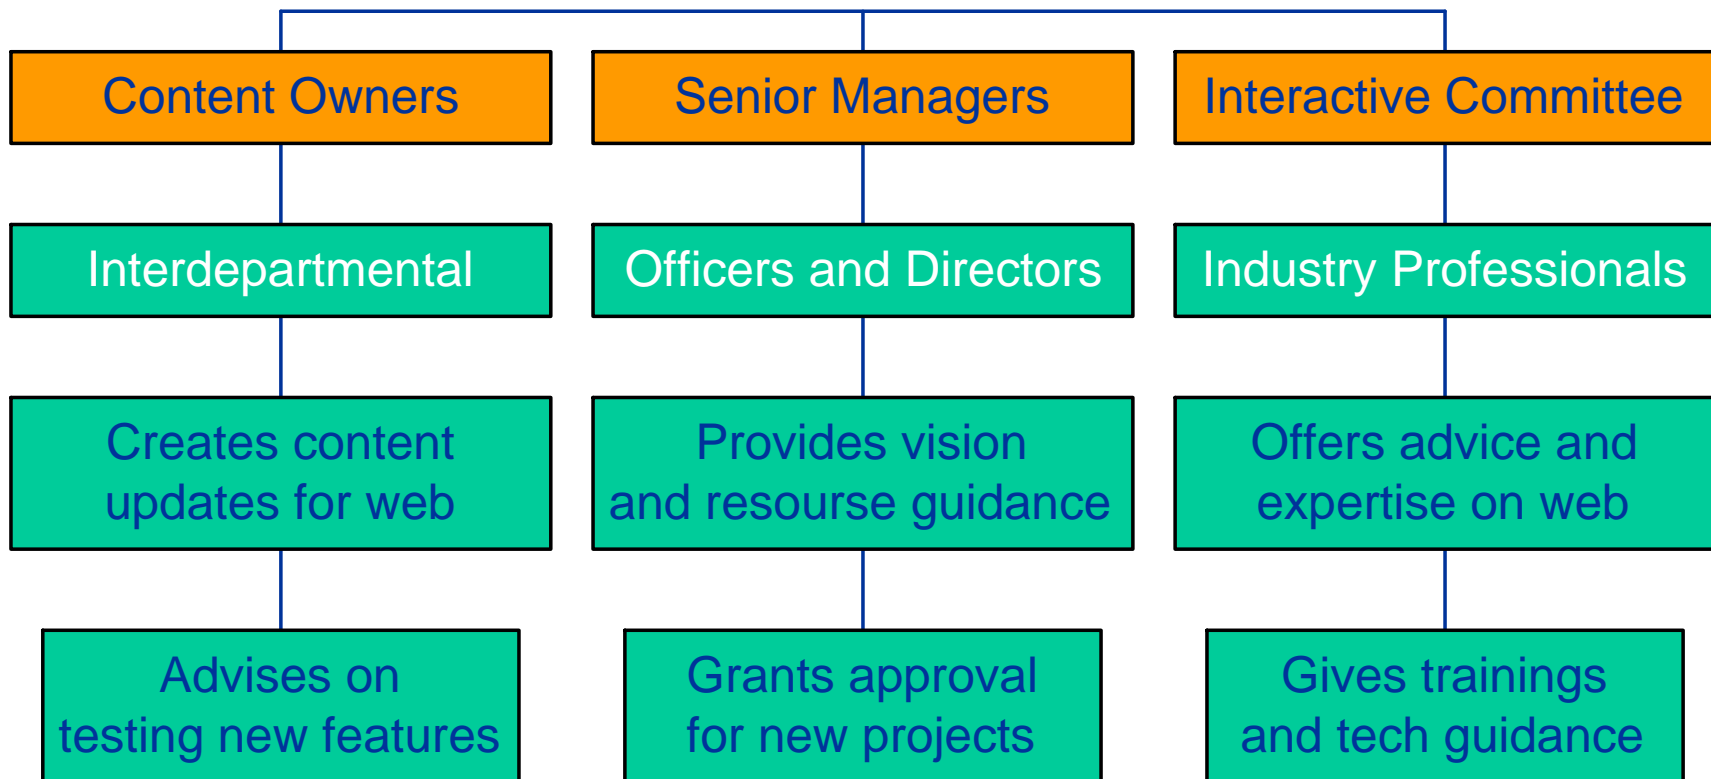 Content Owners
Senior Managers
Interactive Committee
Interdepartmental
Officers and Directors
Industry Professionals
Creates content
updates for web
Provides vision
and resourse guidance
Offers advice and
expertise on web
Advises on
testing new features
Grants approval
for new projects
Gives trainings
and tech guidance